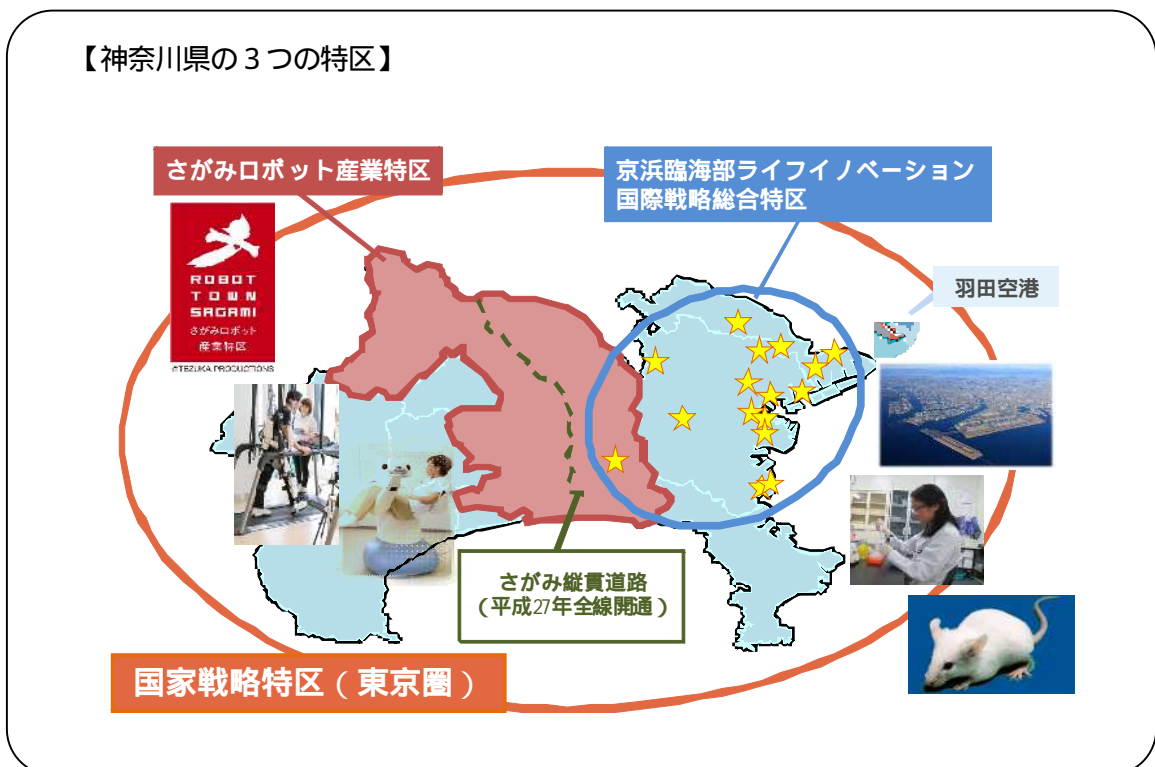 【神奈川県の３つの特区】
さがみロボット産業特区
京浜臨海部ライフイノベーション
国際戦略総合特区
ROBOT
TOWN
SAGAMI
さがみロボット
産業特区
©TEZUKA PRODUCTIONS
羽田空港
さがみ縦貫道路
（平成27年全線開通）
国家戦略特区（東京圏）